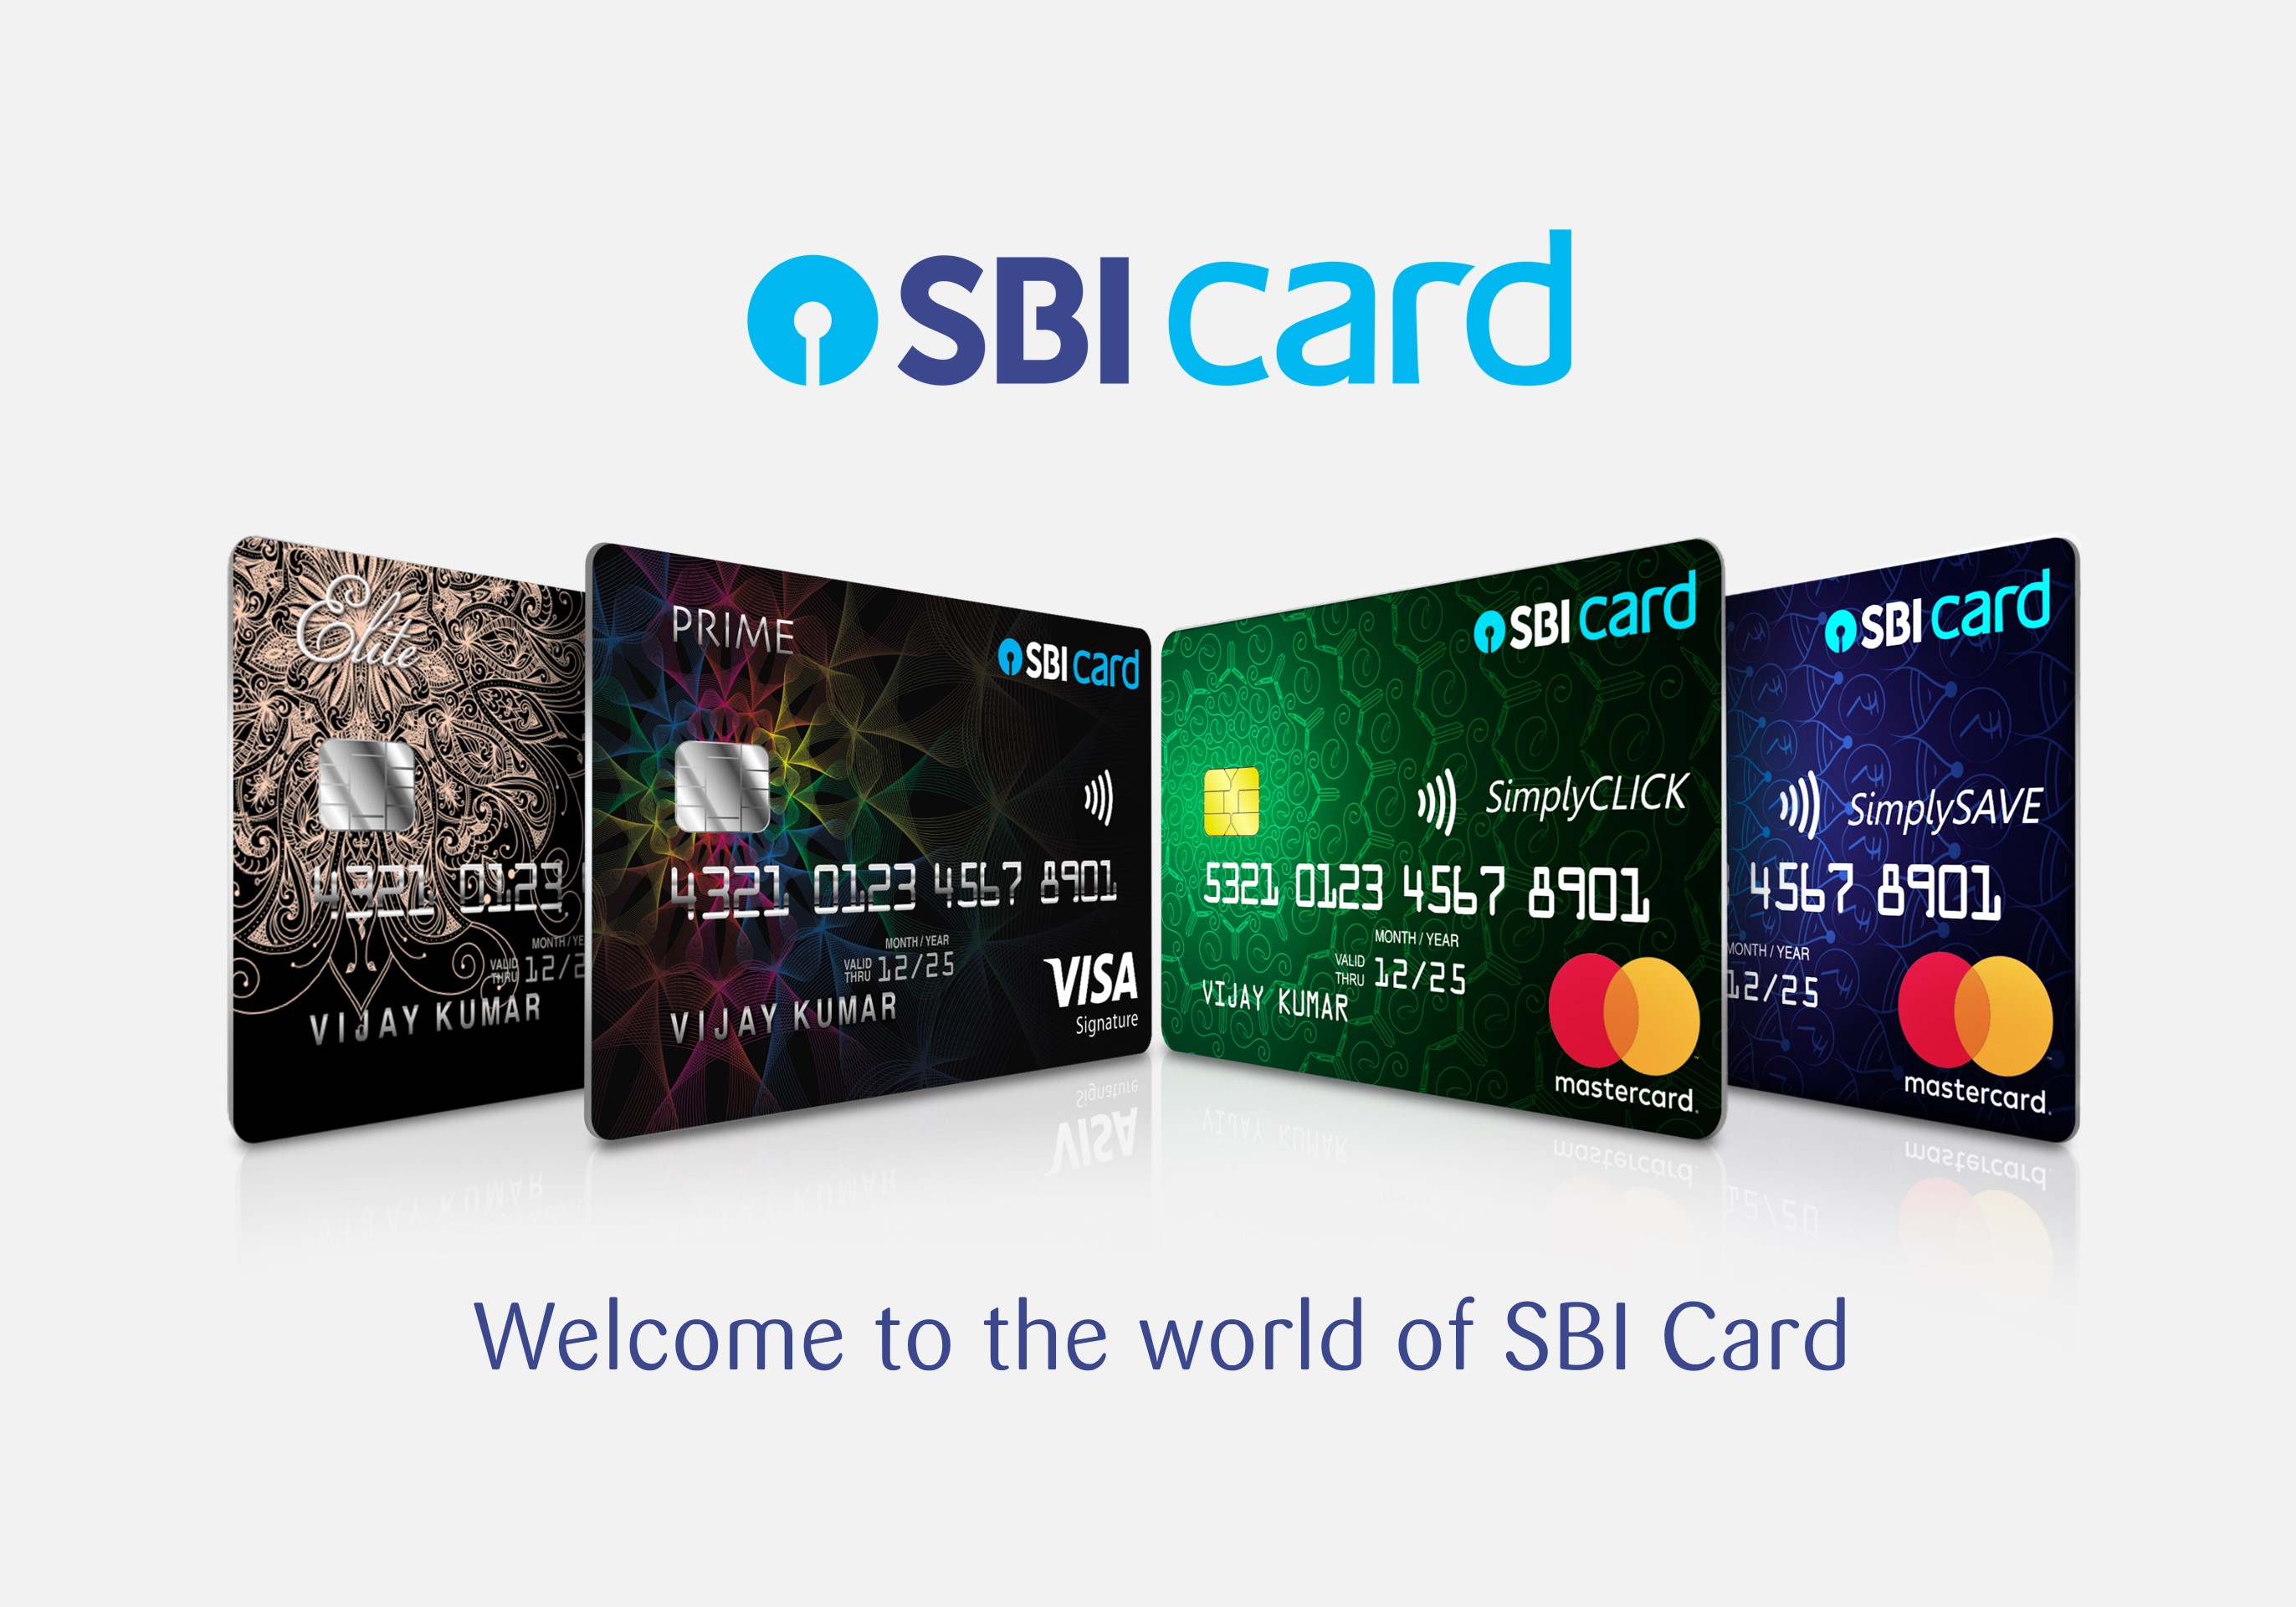 SBI card
Elite
4321 0123
MONTH / YE
VALID
THRU 12/2
VIJAY KUMAR
PRIME
SBI card
4321 0123 4567 8901
MONTH / YEAR
VALID
THRU 12/25
VIJAY KUMAR
VISA
Signature
SBI card
SimplyCLICK
5321 0123 4567 8901
MONTH / YEAR
VALID
THRU 12/25
VIJAY KUMAR
mastercard.
SBI card
SimplySAVE
4567 8901
MONTH / YEAR
12/25
mastercard.
Welcome to the world of SBI Card